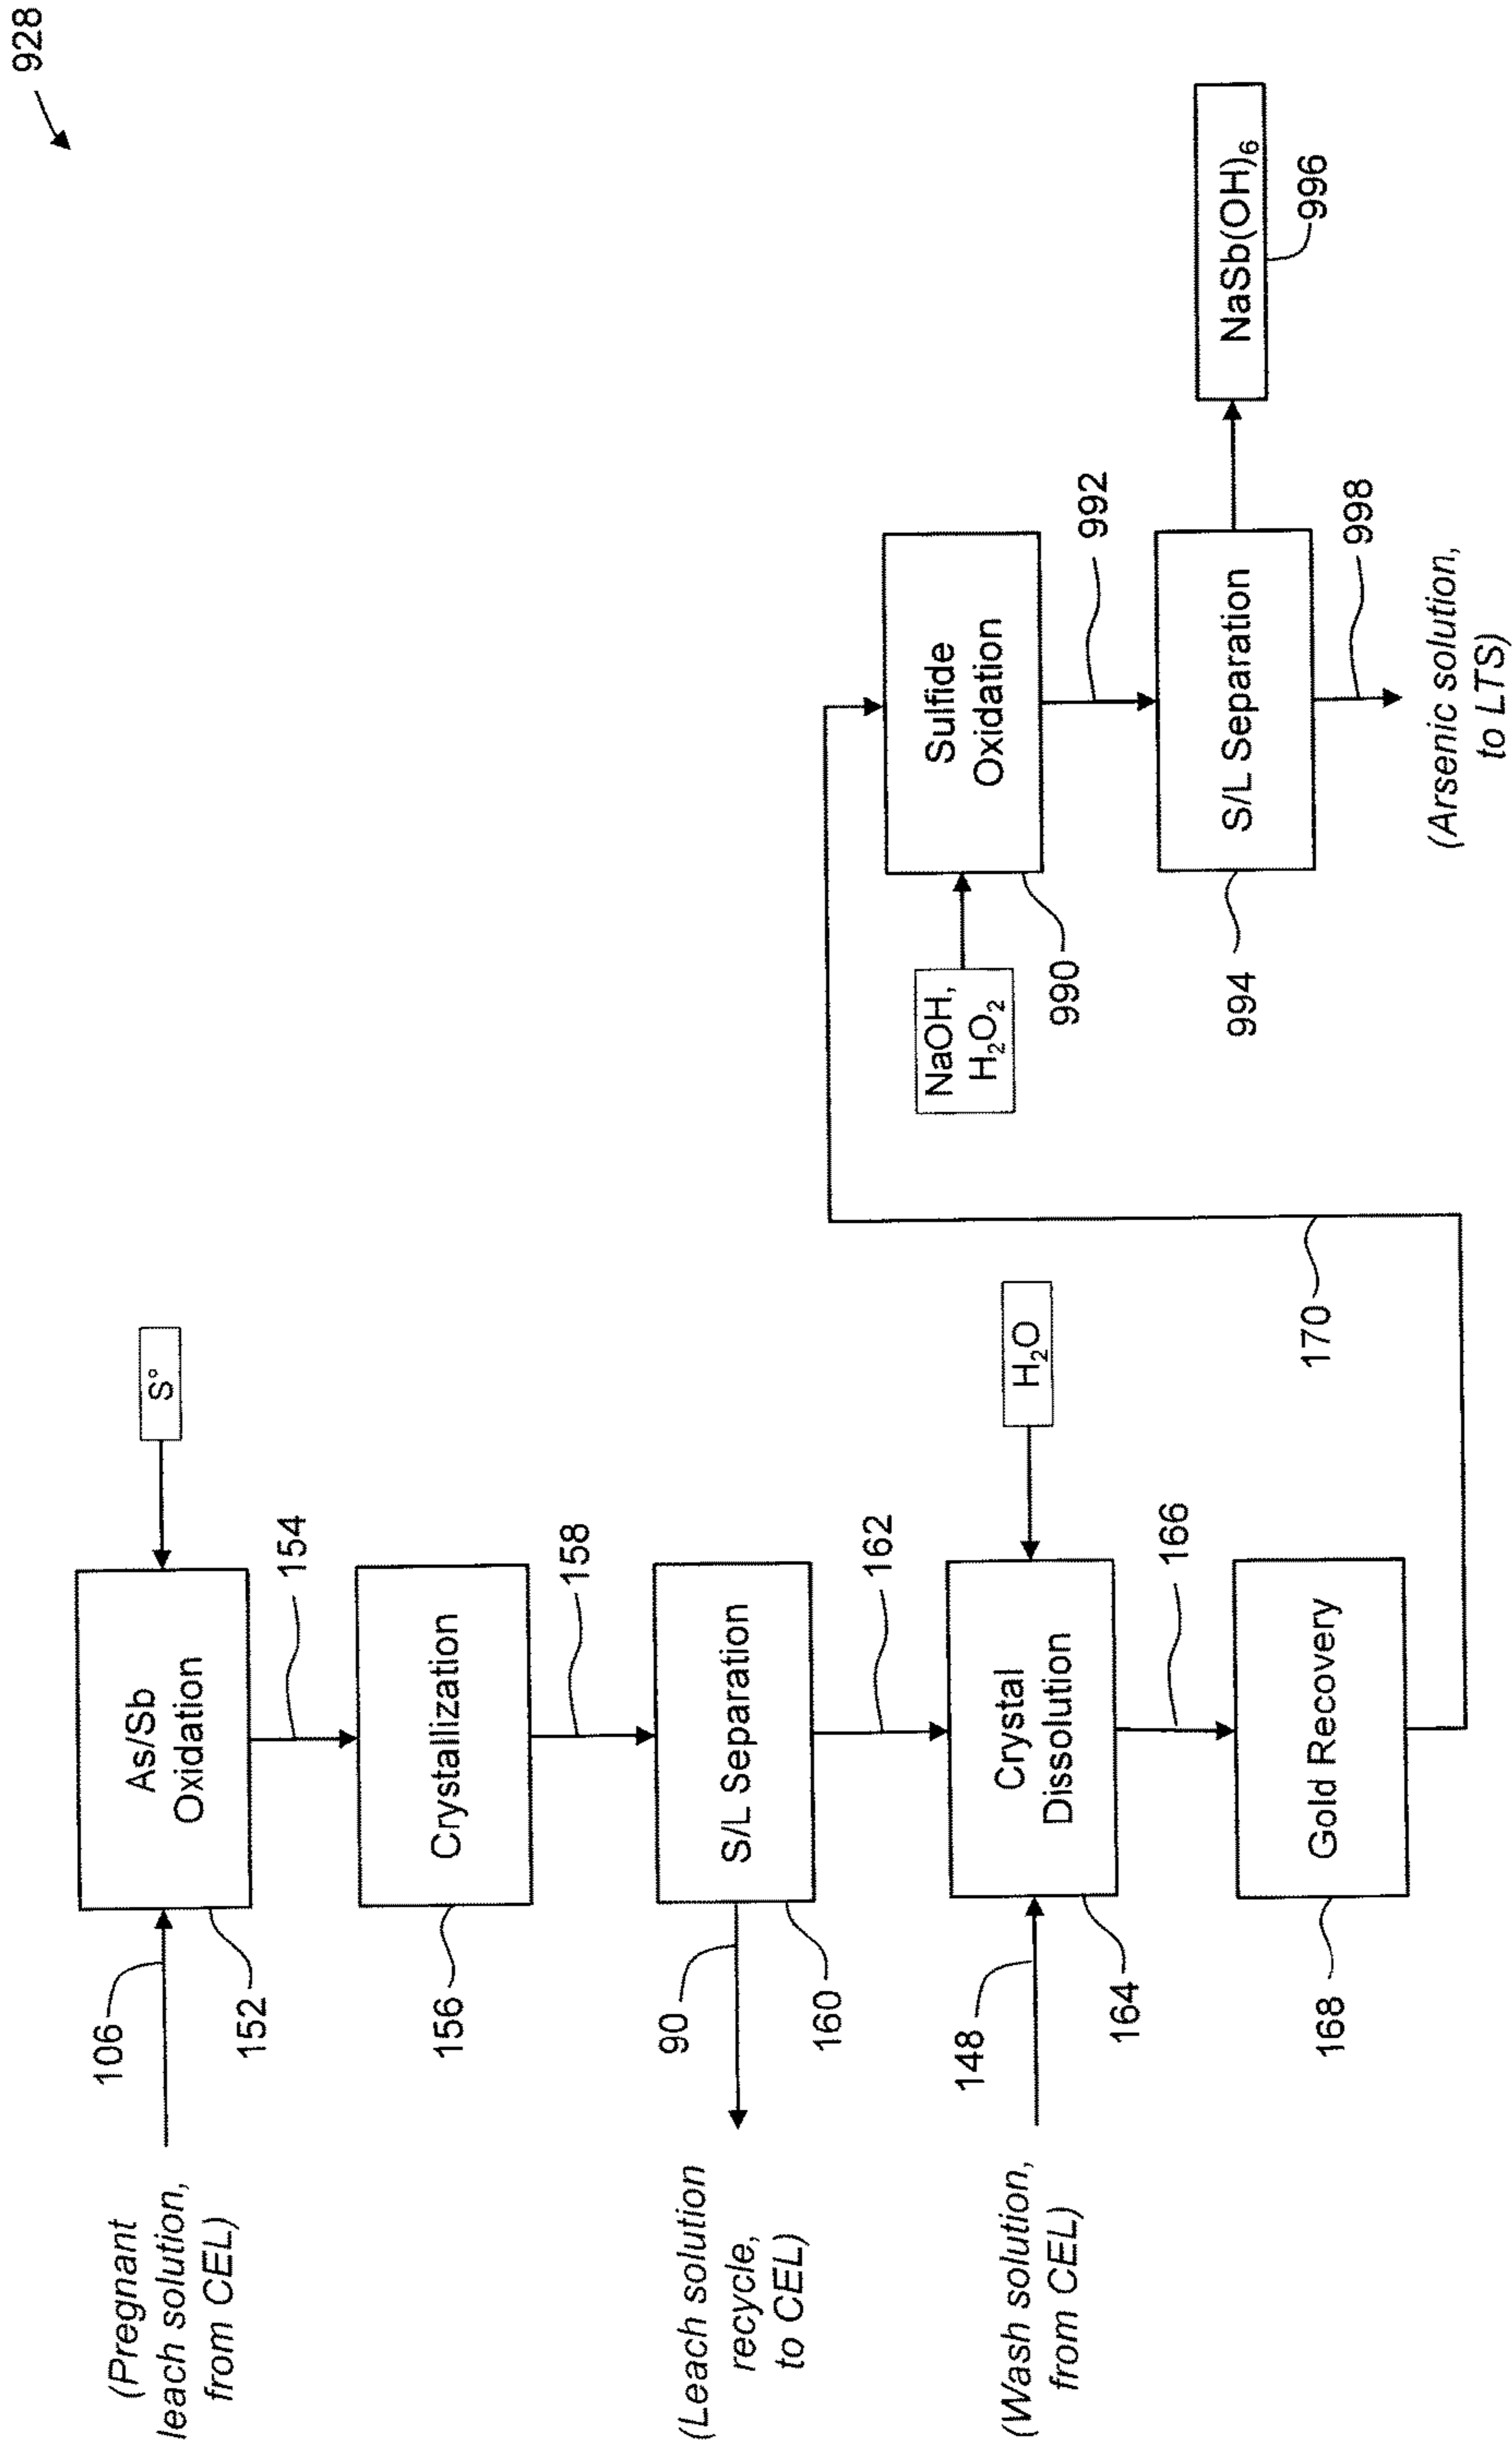 928
(Pregnant
leach solution,
from CEL)
106
152
As/Sb
Oxidation
S°
154
156
Crystallization
158
(Leach solution
recycle,
to CEL)
90
160
S/L Separation
162
(Wash solution,
from CEL)
148
164
Crystal
Dissolution
H₂O
166
168
Gold Recovery
170
NaOH,
H₂O₂
990
Sulfide
Oxidation
992
994
S/L Separation
NaSb(OH)₆
996
998
(Arsenic solution,
to LTS)